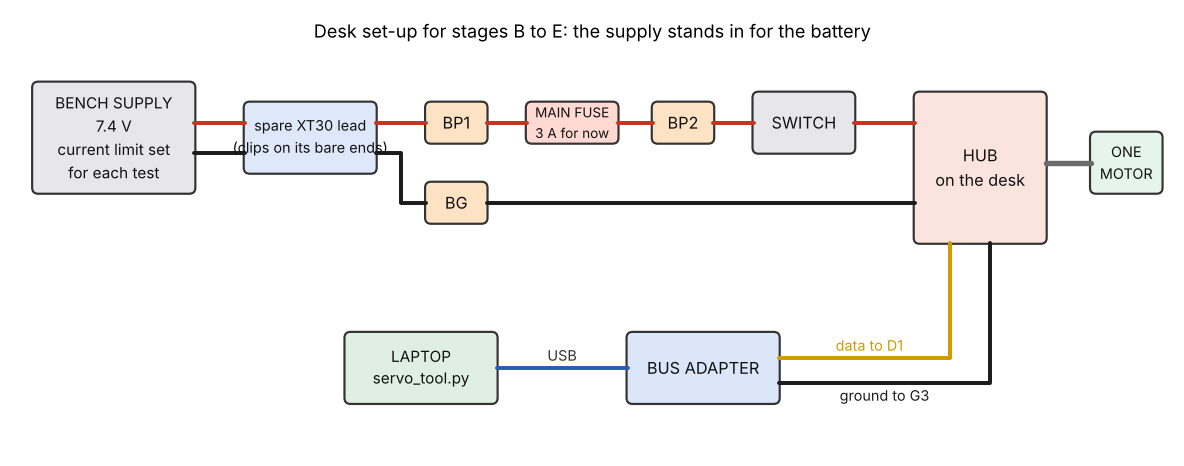 Desk set-up for stages B to E: the supply stands in for the battery
BENCH SUPPLY
7.4 V
current limit set
for each test
spare XT30 lead
(clips on its bare ends)
BP1
MAIN FUSE
3 A for now
BP2
SWITCH
HUB
on the desk
ONE
MOTOR
BG
LAPTOP
servo_tool.py
USB
BUS ADAPTER
data to D1
ground to G3